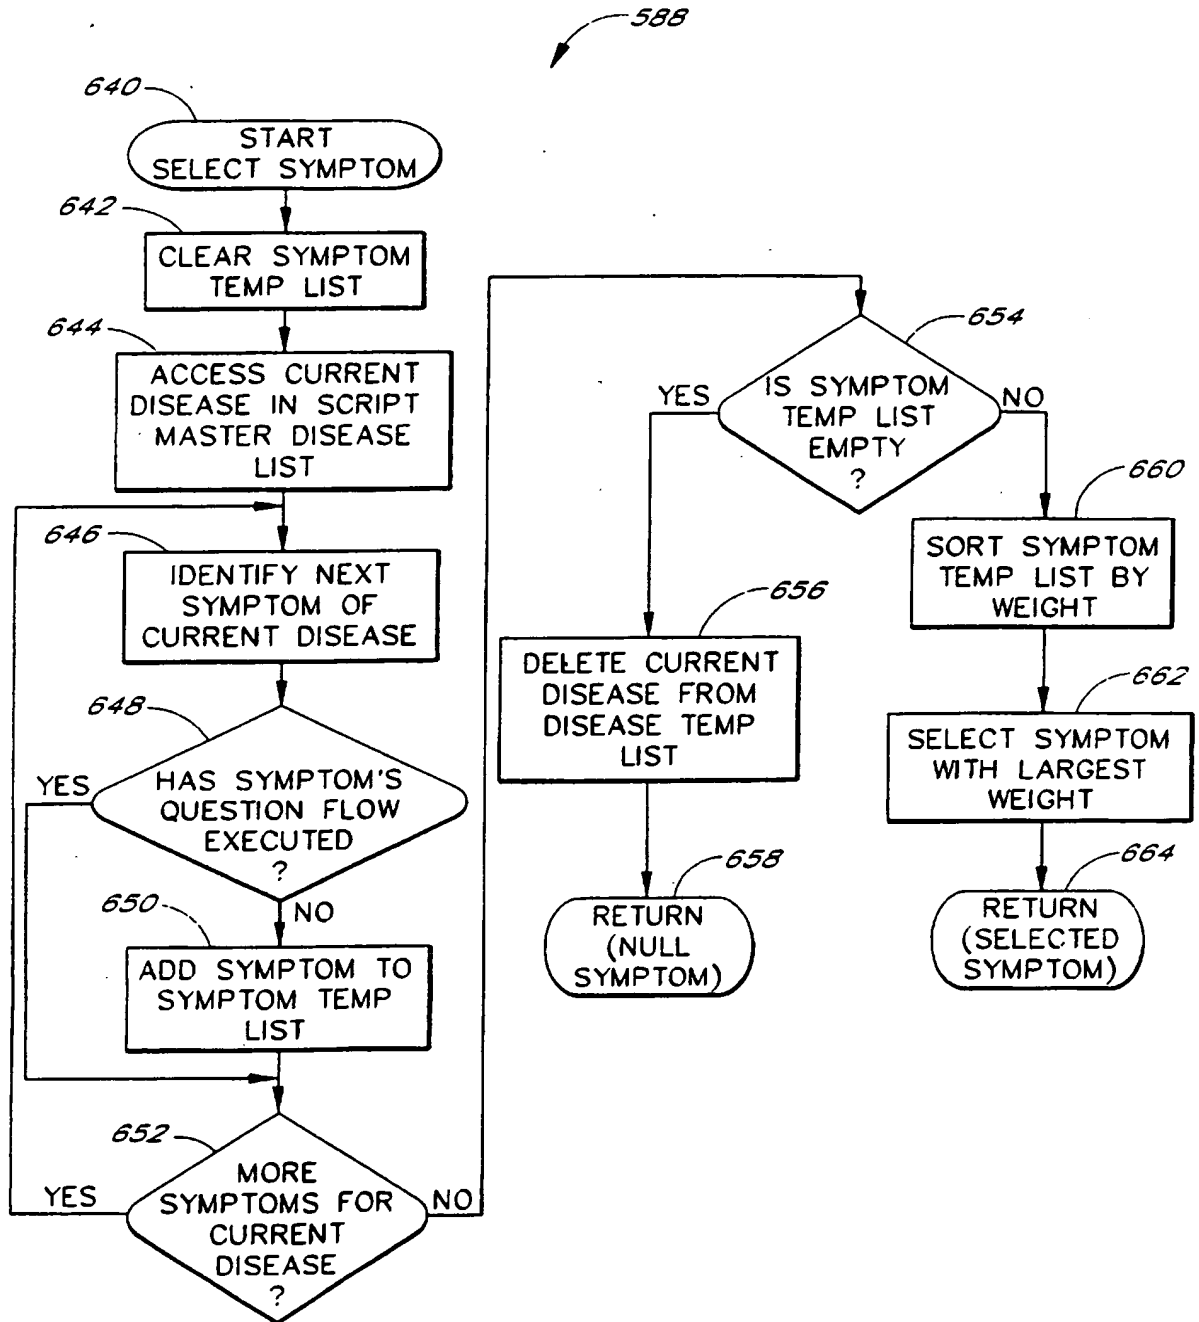 588
640
START
SELECT SYMPTOM
642
CLEAR SYMPTOM
TEMP LIST
644
ACCESS CURRENT
DISEASE IN SCRIPT
MASTER DISEASE
LIST
646
IDENTIFY NEXT
SYMPTOM OF
CURRENT DISEASE
648
YES
HAS SYMPTOM'S
QUESTION FLOW
EXECUTED
?
NO
650
ADD SYMPTOM TO
SYMPTOM TEMP
LIST
652
YES
MORE
SYMPTOMS FOR
CURRENT
DISEASE
?
NO
654
YES
IS SYMPTOM
TEMP LIST
EMPTY
?
NO
656
DELETE CURRENT
DISEASE FROM
DISEASE TEMP
LIST
658
RETURN
(NULL
SYMPTOM)
660
SORT SYMPTOM
TEMP LIST BY
WEIGHT
662
SELECT SYMPTOM
WITH LARGEST
WEIGHT
664
RETURN
(SELECTED
SYMPTOM)